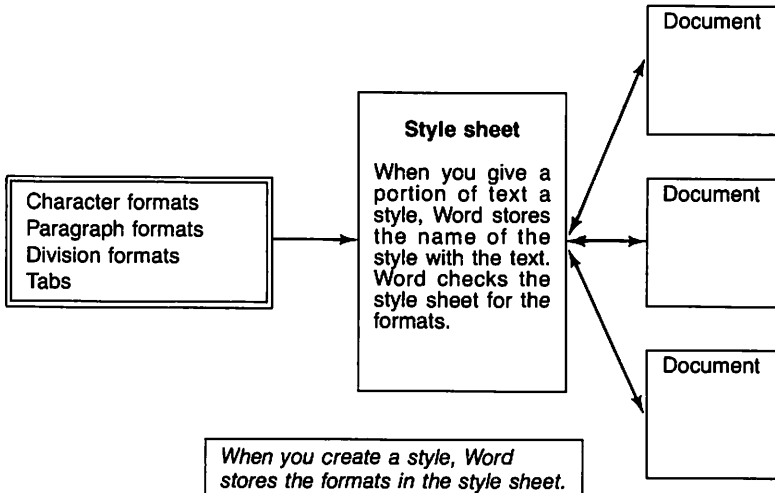 Document
Style sheet
When you give a
portion of text a
style, Word stores
the name of the
style with the text.
Word checks the
style sheet for the
formats.
Character formats
Paragraph formats
Division formats
Tabs
Document
Document
When you create a style, Word
stores the formats in the style sheet.